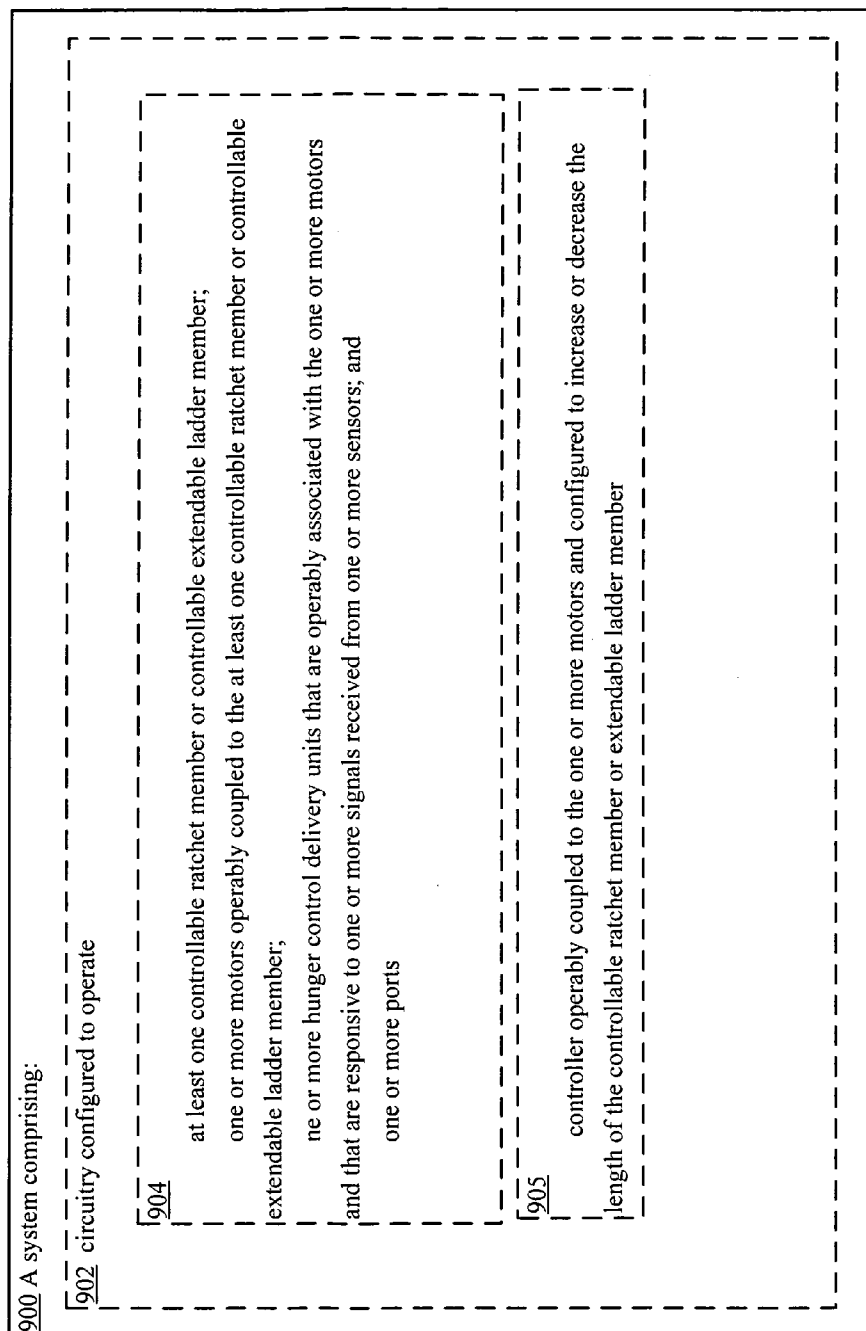 900 A system comprising:
902 circuitry configured to operate
904
at least one controllable ratchet member or controllable extendable ladder member;
one or more motors operably coupled to the at least one controllable ratchet member or controllable
extendable ladder member;
ne or more hunger control delivery units that are operably associated with the one or more motors
and that are responsive to one or more signals received from one or more sensors; and
one or more ports
905
controller operably coupled to the one or more motors and configured to increase or decrease the
length of the controllable ratchet member or extendable ladder member